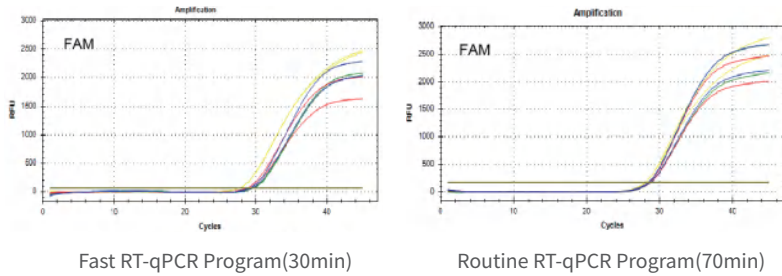 Amplification
FAM
RFU
3000
2500
2000
1500
1000
500
0
0
10
20
30
40
Cycles
Fast RT-qPCR Program(30min)
Amplification
FAM
RFU
3000
2500
2000
1500
1000
500
0
0
10
20
30
40
Cycles
Routine RT-qPCR Program(70min)